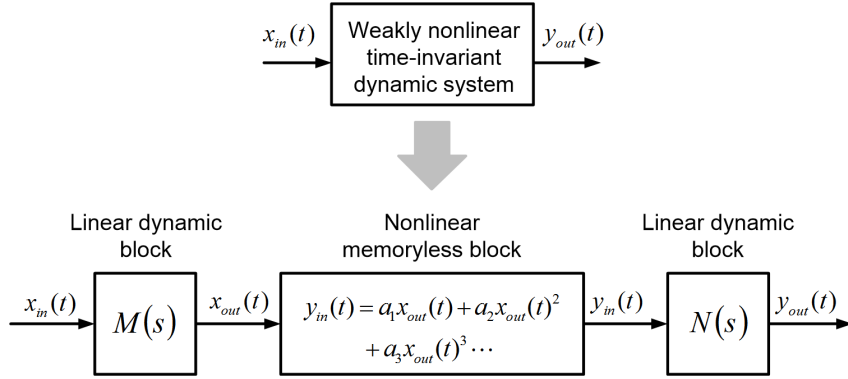 x_in(t)
Weakly nonlinear
time-invariant
dynamic system
y_out(t)
Linear dynamic
block
Nonlinear
memoryless block
Linear dynamic
block
x_in(t)
M(s)
x_out(t)
y_in(t) = a_1x_out(t) + a_2x_out(t)^2
+ a_3x_out(t)^3 ⋯
y_in(t)
N(s)
y_out(t)